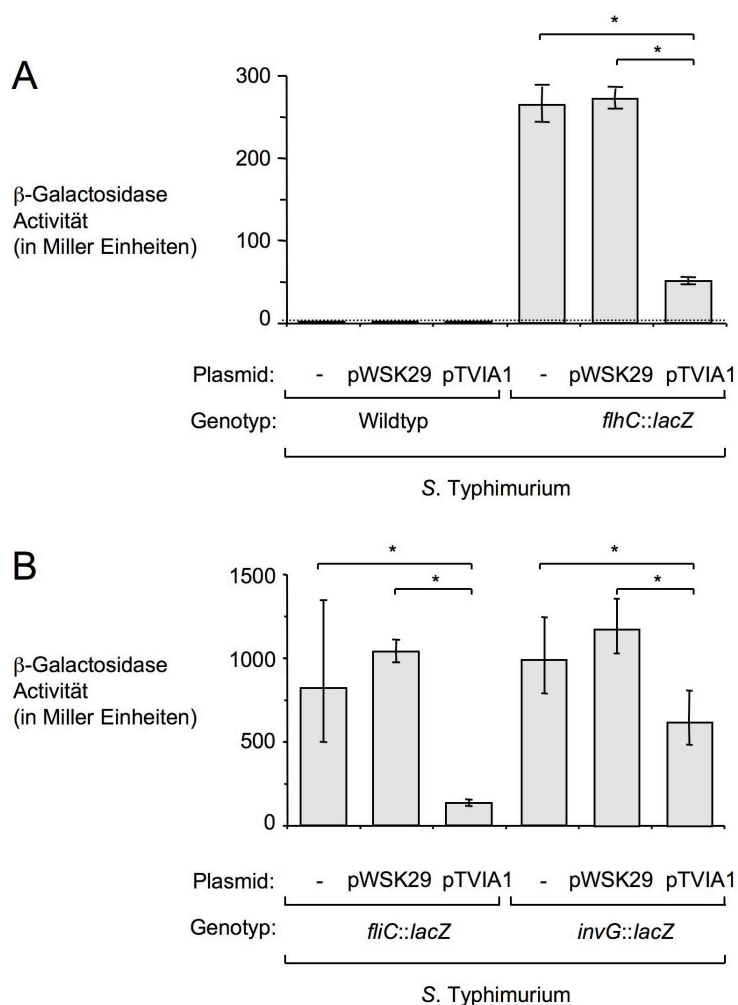 *
*
A
300
200
100
0
β-Galactosidase
Activität
(in Miller Einheiten)
Plasmid: - pWSK29 pTVIA1 - pWSK29 pTVIA1
Genotyp: Wildtyp flhC::lacZ
S. Typhimurium
B
* *
* *
1500
1000
500
0
β-Galactosidase
Activität
(in Miller Einheiten)
Plasmid: - pWSK29 pTVIA1 - pWSK29 pTVIA1
Genotyp: fliC::lacZ invG::lacZ
S. Typhimurium